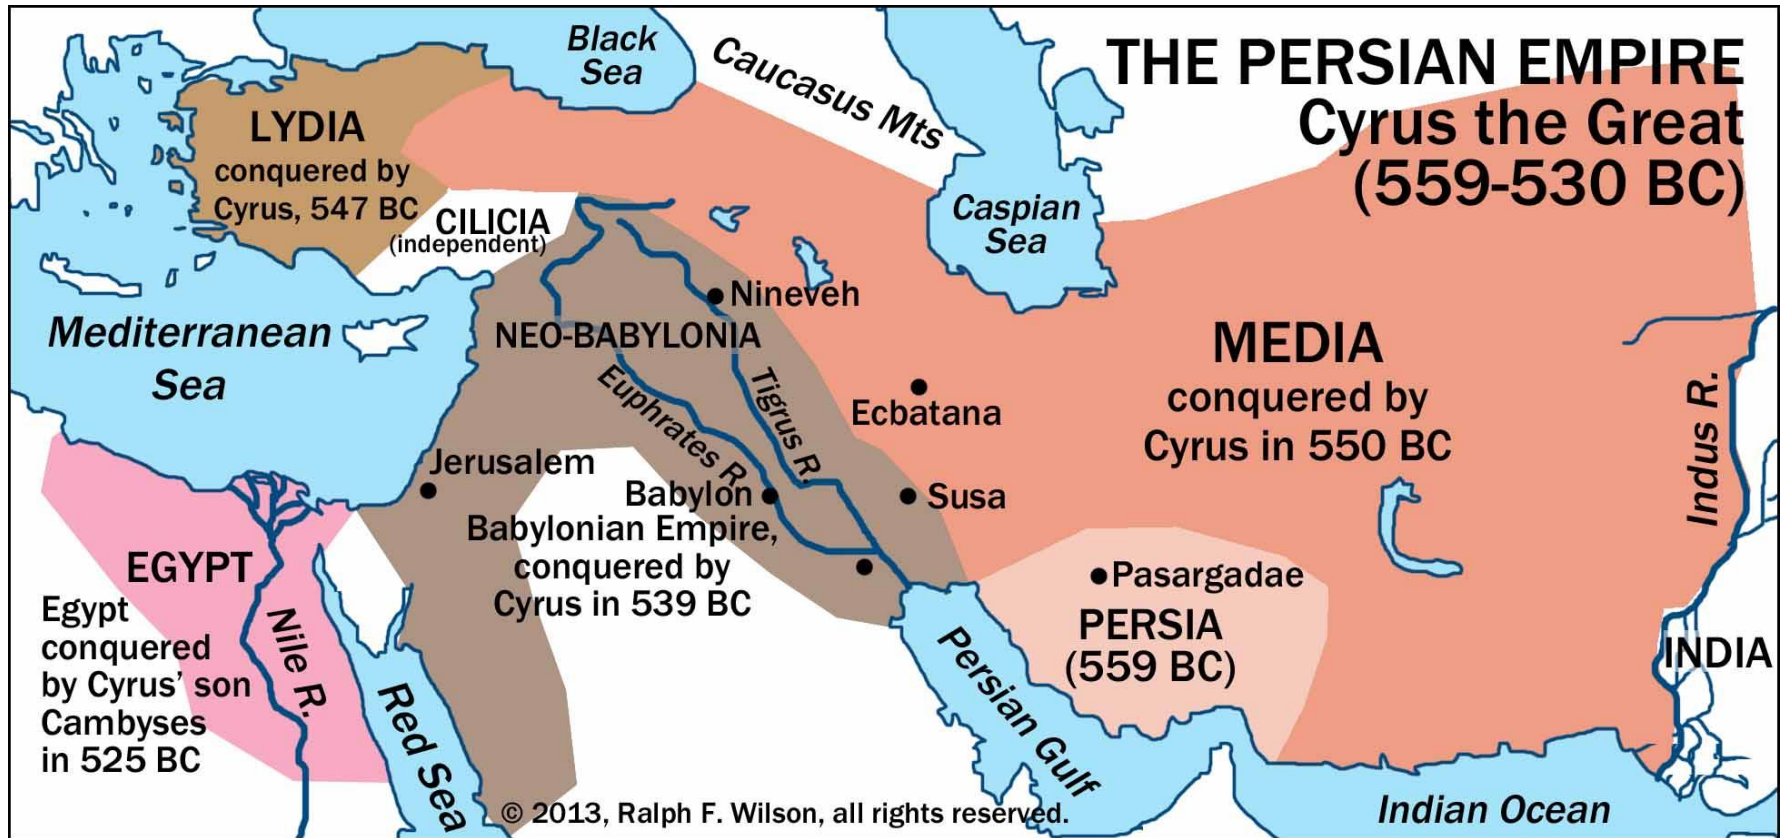 THE PERSIAN EMPIRE
Cyrus the Great
(559-530 BC)
Black
Sea
Caucasus Mts
Caspian
Sea
LYDIA
conquered by
Cyrus, 547 BC
CILICIA
(independent)
Mediterranean
Sea
Nineveh
NEO-BABYLONIA
Euphrates R.
Tigrus R.
Ecbatana
MEDIA
conquered by
Cyrus in 550 BC
Indus R.
Jerusalem
Babylon
Babylonian Empire,
conquered by
Cyrus in 539 BC
Susa
EGYPT
Egypt
conquered
by Cyrus’ son
Cambyses
in 525 BC
Nile R.
Red Sea
Pasargadae
PERSIA
(559 BC)
Persian Gulf
INDIA
Indian Ocean
© 2013, Ralph F. Wilson, all rights reserved.